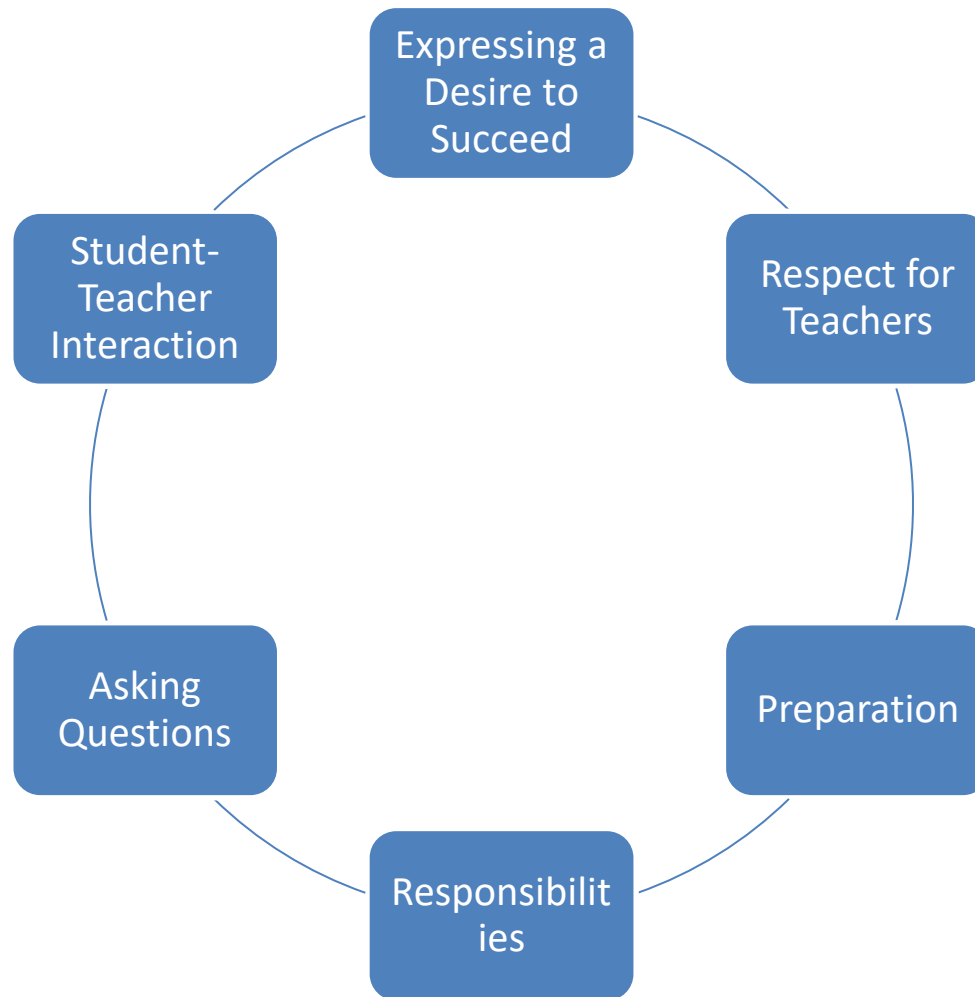 Expressing a
Desire to
Succeed
Respect for
Teachers
Preparation
Responsibilit
ies
Asking
Questions
Student-
Teacher
Interaction